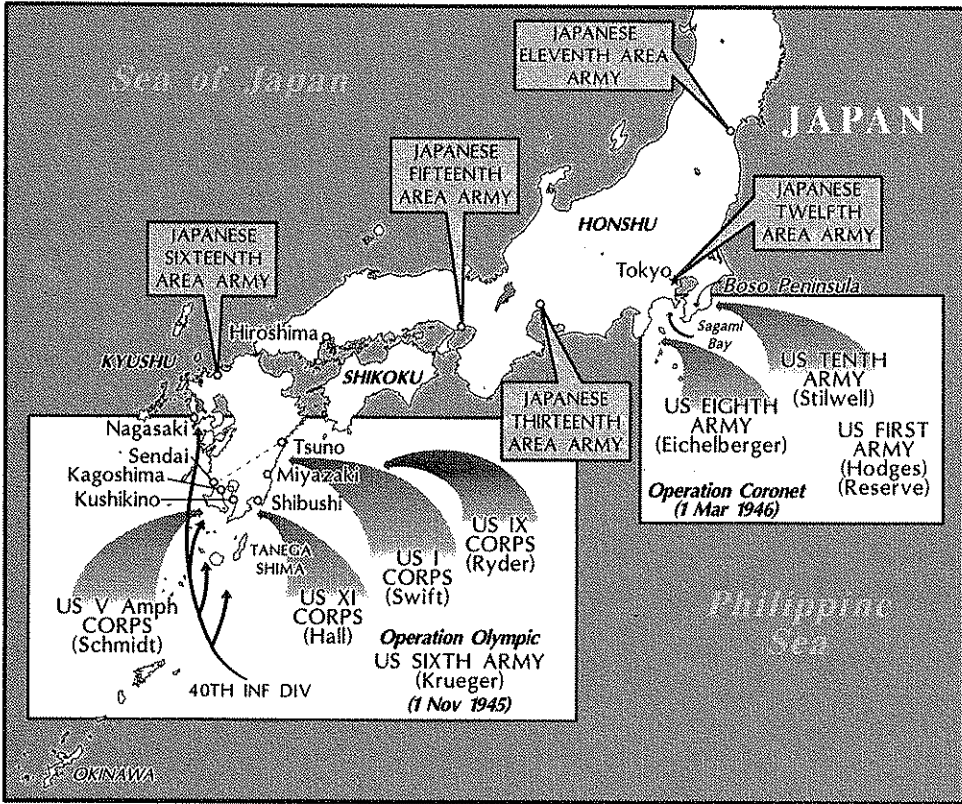 JAPANESE
ELEVENTH AREA
ARMY
Sea of Japan
JAPAN
JAPANESE
FIFTEENTH
AREA ARMY
JAPANESE
TWELFTH
AREA ARMY
JAPANESE
SIXTEENTH
AREA ARMY
HONSHU
Tokyo
Boso Peninsula
Hiroshima
Sagami
Bay
KYUSHU
SHIKOKU
US TENTH
ARMY
(Stilwell)
JAPANESE
THIRTEENTH
AREA ARMY
US EIGHTH
ARMY
(Eichelberger)
US FIRST
ARMY
(Hodges)
(Reserve)
Operation Coronet
(1 Mar 1946)
Nagasaki
Tsuno
Sendai
Miyazaki
Kagoshima
Kushikino
Shibushi
TANEGA
SHIMA
US IX
CORPS
(Ryder)
US I
CORPS
(Swift)
US V Amph
CORPS
(Schmidt)
US XI
CORPS
(Hall)
Operation Olympic
US SIXTH ARMY
(Krueger)
(1 Nov 1945)
40TH INF DIV
Philippine
Sea
OKINAWA